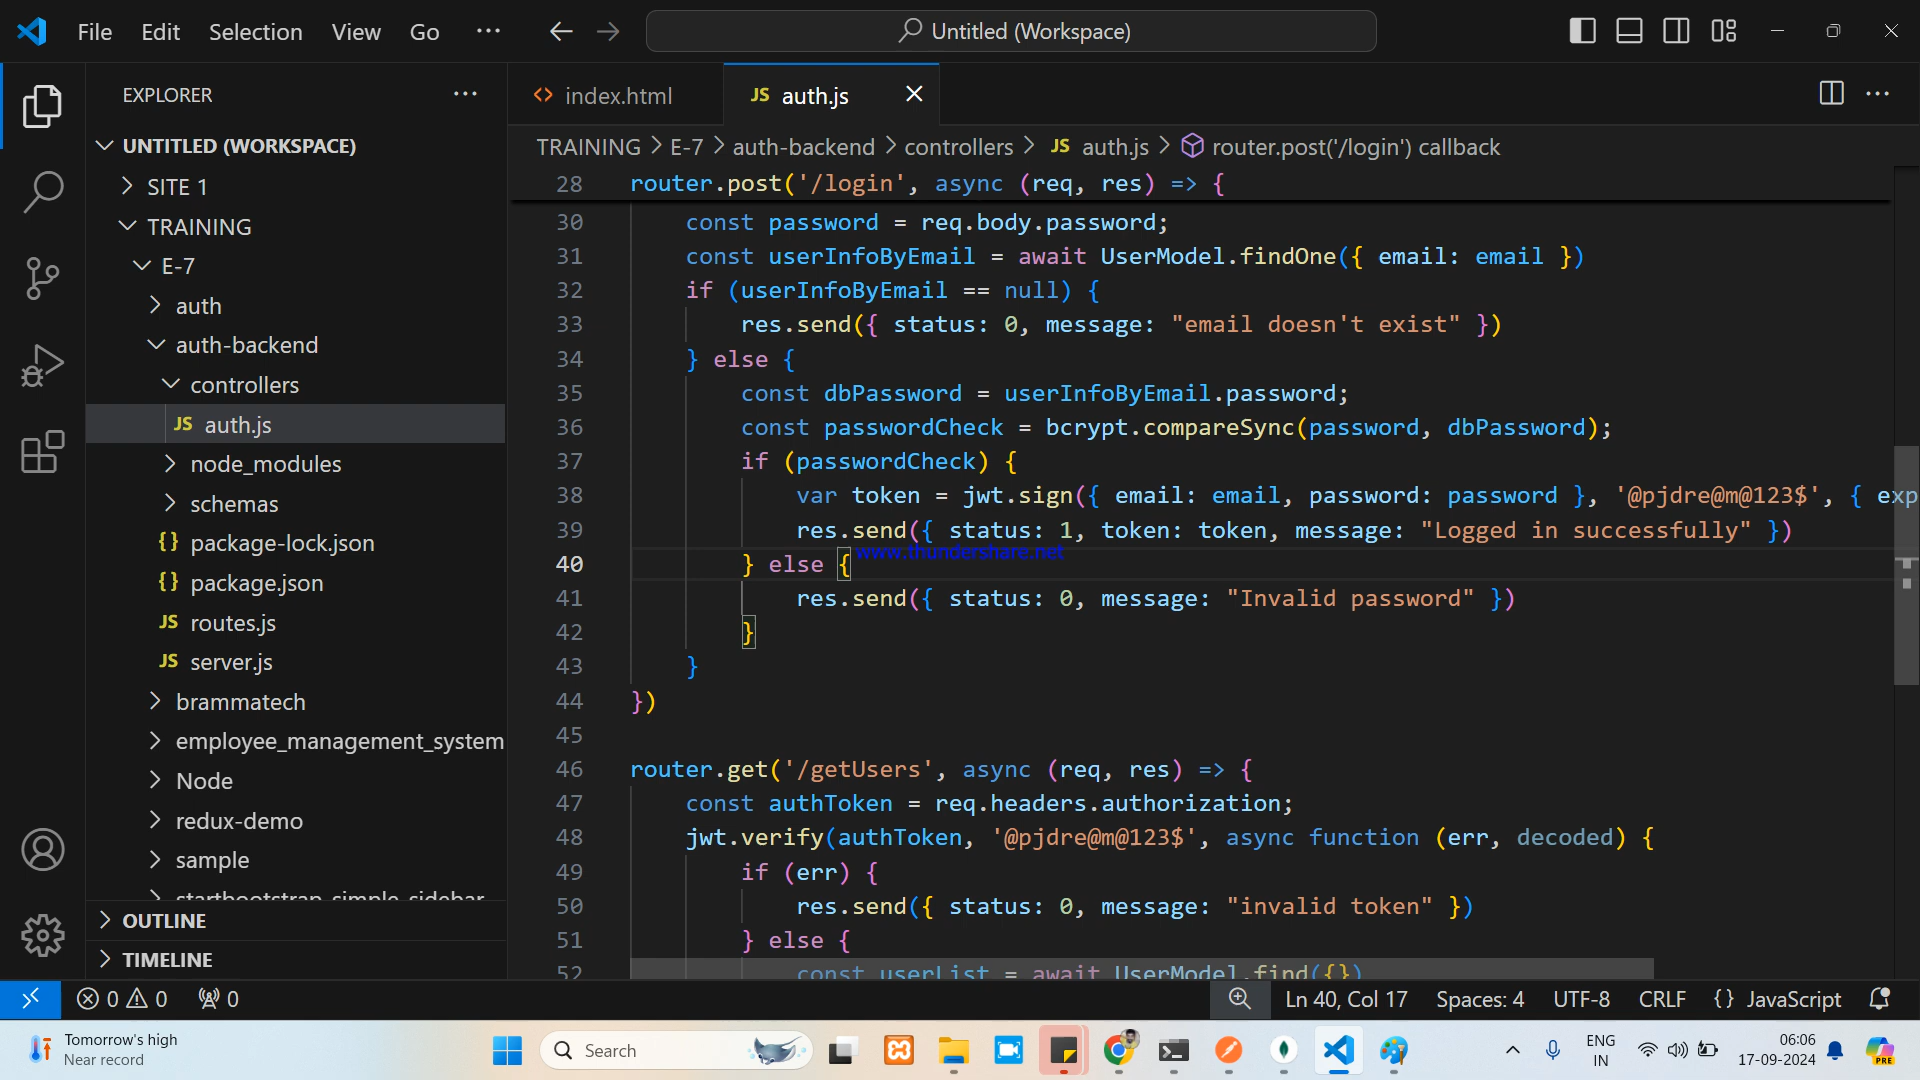 File Edit Selection View Go ··· Untitled (Workspace)
EXPLORER ···
UNTITLED (WORKSPACE)
SITE 1
TRAINING
E-7
auth
auth-backend
controllers
JS auth.js
node_modules
schemas
{} package-lock.json
{} package.json
JS routes.js
JS server.js
brammatech
employee_management_system
Node
redux-demo
sample
startbootstrap-simple-sidebar
OUTLINE
TIMELINE
<> index.html JS auth.js
TRAINING > E-7 > auth-backend > controllers > JS auth.js > router.post('/login') callback
28 router.post('/login', async (req, res) => {
30 const password = req.body.password;
31 const userInfoByEmail = await UserModel.findOne({ email: email })
32 if (userInfoByEmail == null) {
33 res.send({ status: 0, message: "email doesn't exist" })
34 } else {
35 const dbPassword = userInfoByEmail.password;
36 const passwordCheck = bcrypt.compareSync(password, dbPassword);
37 if (passwordCheck) {
38 var token = jwt.sign({ email: email, password: password }, '@pjdre@m@123$', { exp
39 res.send({ status: 1, token: token, message: "Logged in successfully" })
www.thundershare.net
40 } else {
41 res.send({ status: 0, message: "Invalid password" })
42 }
43 }
44 })
45
46 router.get('/getUsers', async (req, res) => {
47 const authToken = req.headers.authorization;
48 jwt.verify(authToken, '@pjdre@m@123$', async function (err, decoded) {
49 if (err) {
50 res.send({ status: 0, message: "invalid token" })
51 } else {
52 const userList = await UserModel.find({})
0 0 0 Ln 40, Col 17 Spaces: 4 UTF-8 CRLF {} JavaScript
Tomorrow's high
Near record
Search
ENG
IN
06:06
17-09-2024
PRE